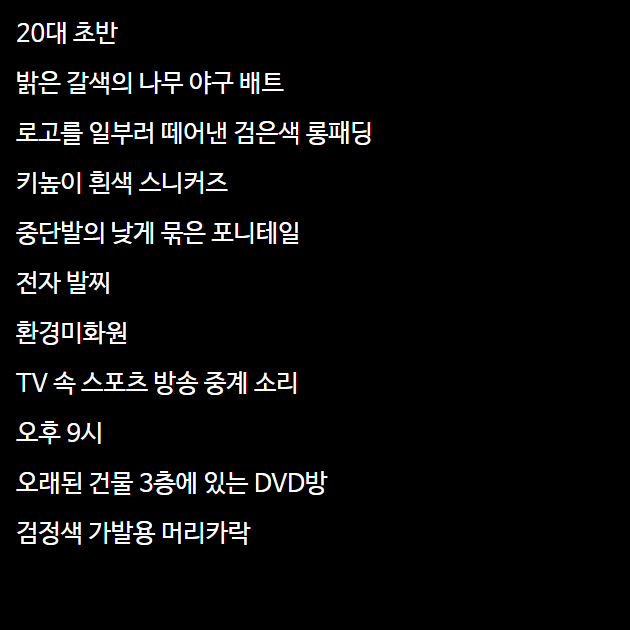 20대 초반
밝은 갈색의 나무 야구 배트
로고를 일부러 떼어낸 검은색 롱패딩
키높이 흰색 스니커즈
중단발의 낮게 묶은 포니테일
전자 발찌
환경미화원
TV 속 스포츠 방송 중계 소리
오후 9시
오래된 건물 3층에 있는 DVD방
검정색 가발용 머리카락